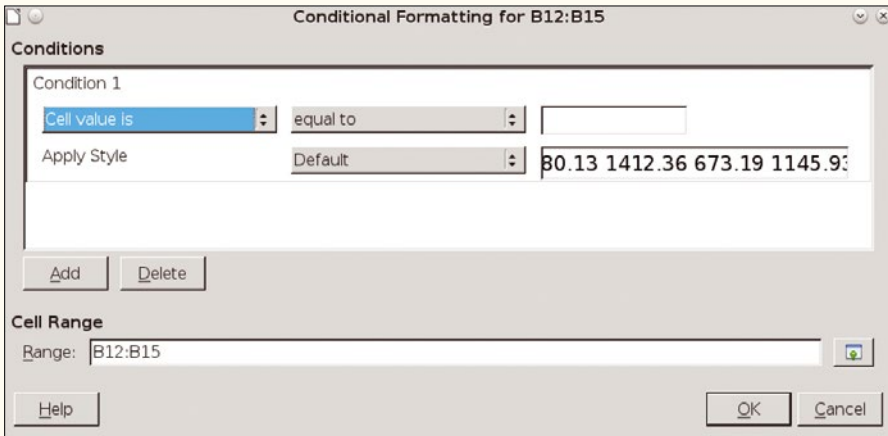 Conditional Formatting for B12:B15
Conditions
Condition 1
Cell value is equal to
Apply Style Default 80.13 1412.36 673.19 1145.93
Add Delete
Cell Range
Range: B12:B15
Help OK Cancel